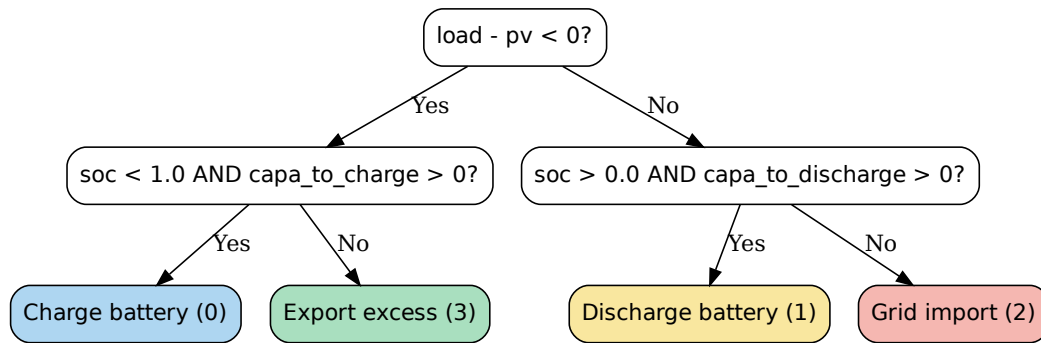 load - pv < 0?
Yes
No
soc < 1.0 AND capa_to_charge > 0?
soc > 0.0 AND capa_to_discharge > 0?
Yes
No
Yes
No
Charge battery (0)
Export excess (3)
Discharge battery (1)
Grid import (2)